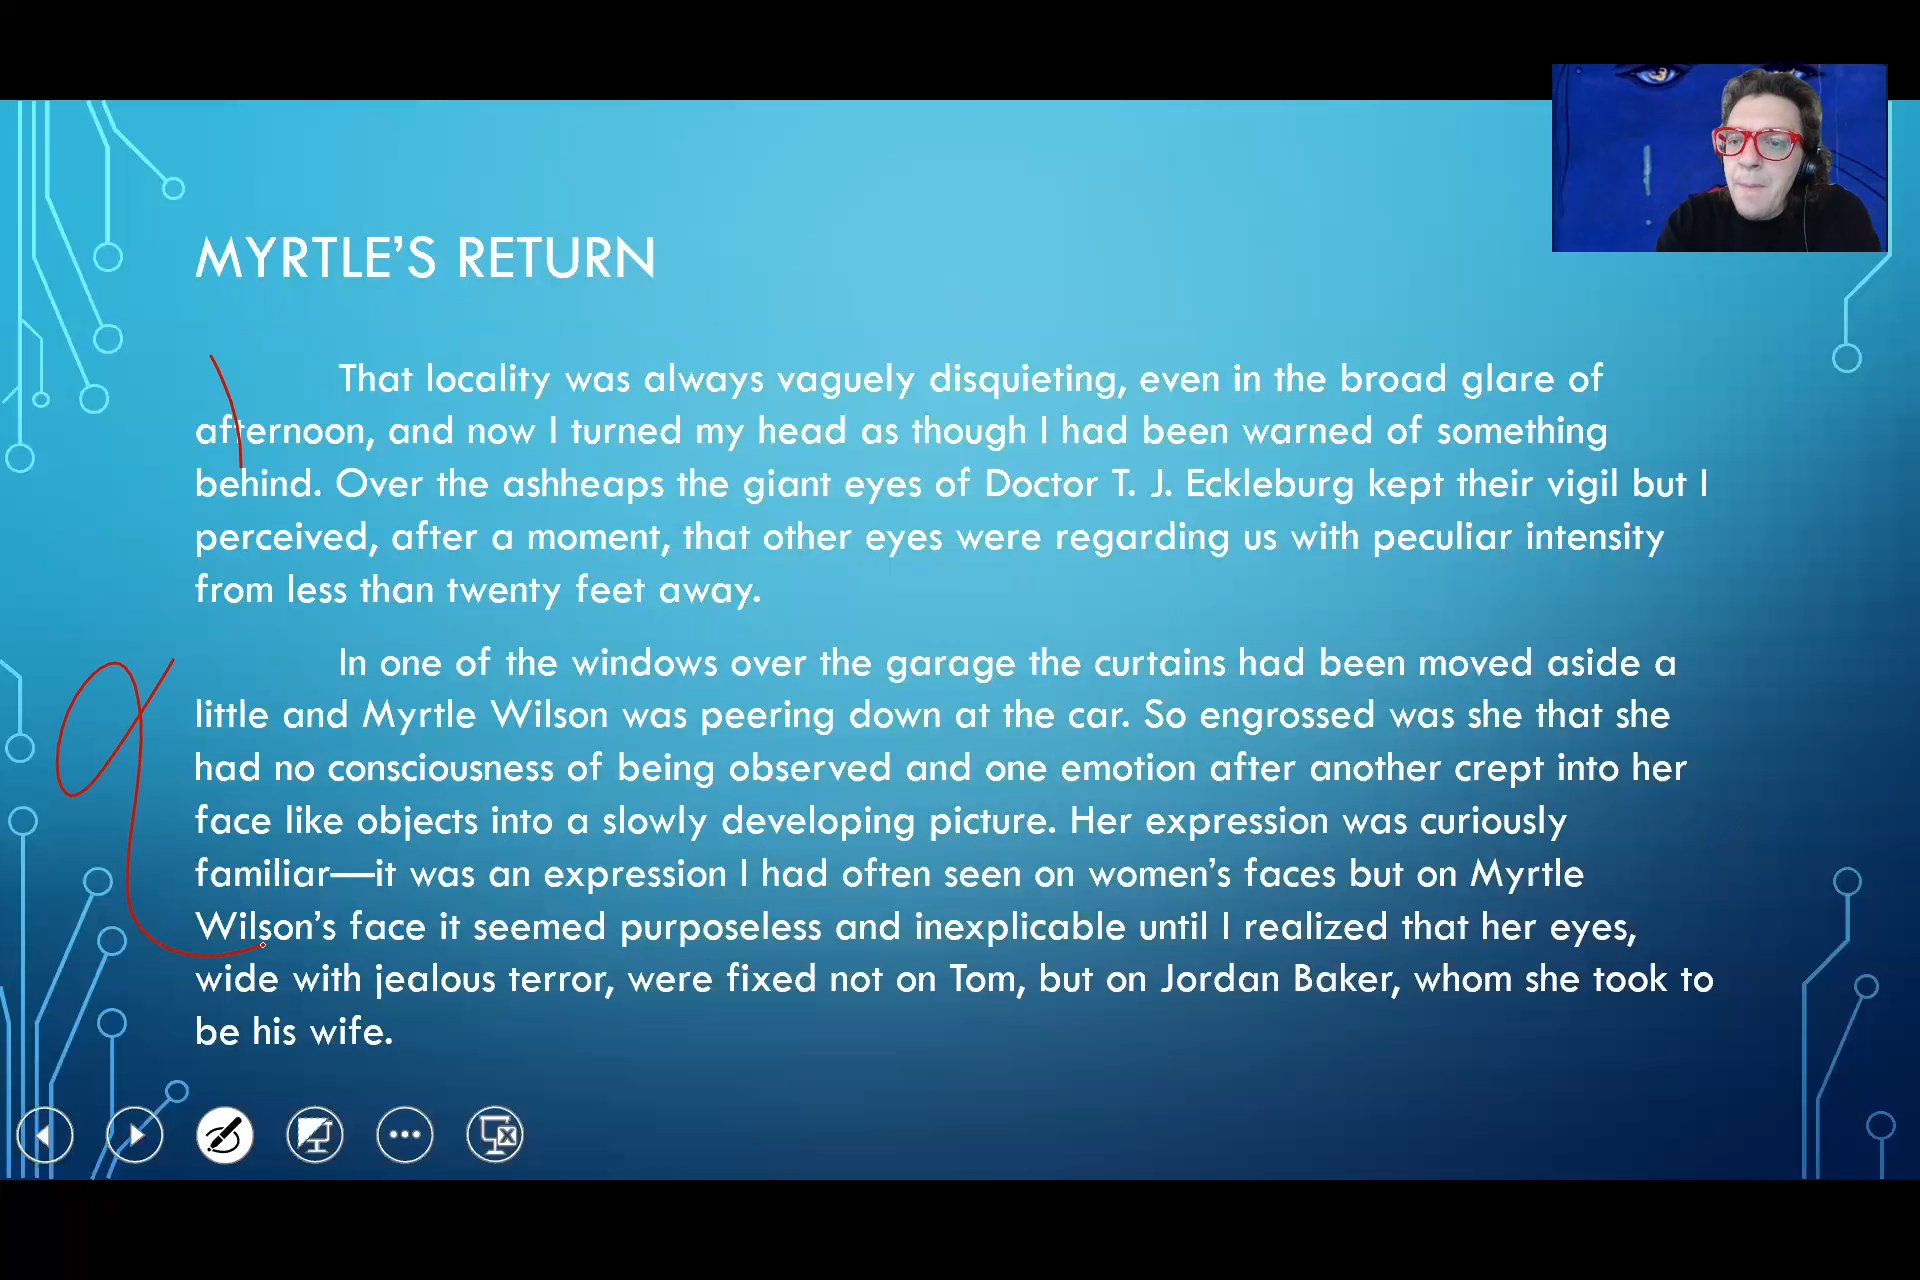 MYRTLE’S RETURN
That locality was always vaguely disquieting, even in the broad glare of
afternoon, and now I turned my head as though I had been warned of something
behind. Over the ashheaps the giant eyes of Doctor T. J. Eckleburg kept their vigil but I
perceived, after a moment, that other eyes were regarding us with peculiar intensity
from less than twenty feet away.
In one of the windows over the garage the curtains had been moved aside a
little and Myrtle Wilson was peering down at the car. So engrossed was she that she
had no consciousness of being observed and one emotion after another crept into her
face like objects into a slowly developing picture. Her expression was curiously
familiar—it was an expression I had often seen on women’s faces but on Myrtle
Wilson’s face it seemed purposeless and inexplicable until I realized that her eyes,
wide with jealous terror, were fixed not on Tom, but on Jordan Baker, whom she took to
be his wife.